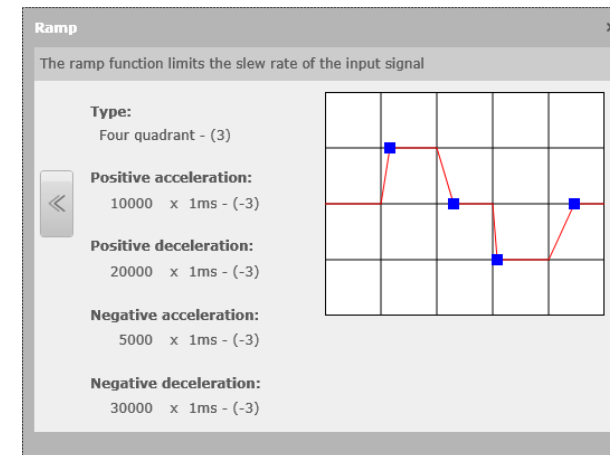 Ramp
The ramp function limits the slew rate of the input signal
Type:
Four quadrant - (3)
Positive acceleration:
10000 x 1ms - (-3)
Positive deceleration:
20000 x 1ms - (-3)
Negative acceleration:
5000 x 1ms - (-3)
Negative deceleration:
30000 x 1ms - (-3)